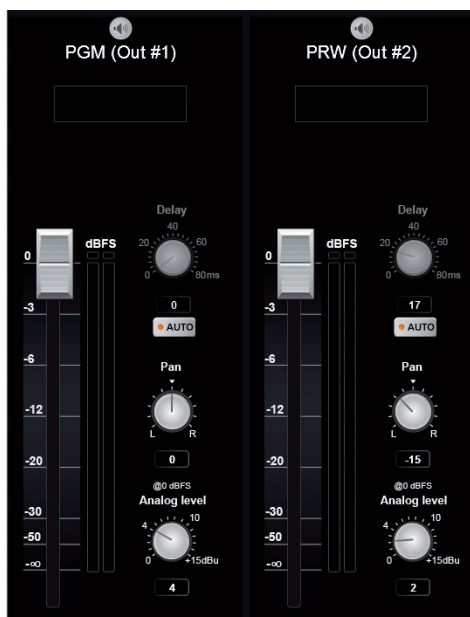 PGM (Out #1)
Delay
40
20 60
0 80ms
dBFS
0
0
AUTO
-3
-6
Pan
-12
L R
0
-20
@0 dBFS
Analog level
-30
4 10
-50
0 +15dBu
-∞
4
PRW (Out #2)
Delay
40
20 60
0 80ms
dBFS
0
17
AUTO
-3
-6
Pan
-12
L R
-15
-20
@0 dBFS
Analog level
-30
4 10
-50
0 +15dBu
-∞
2